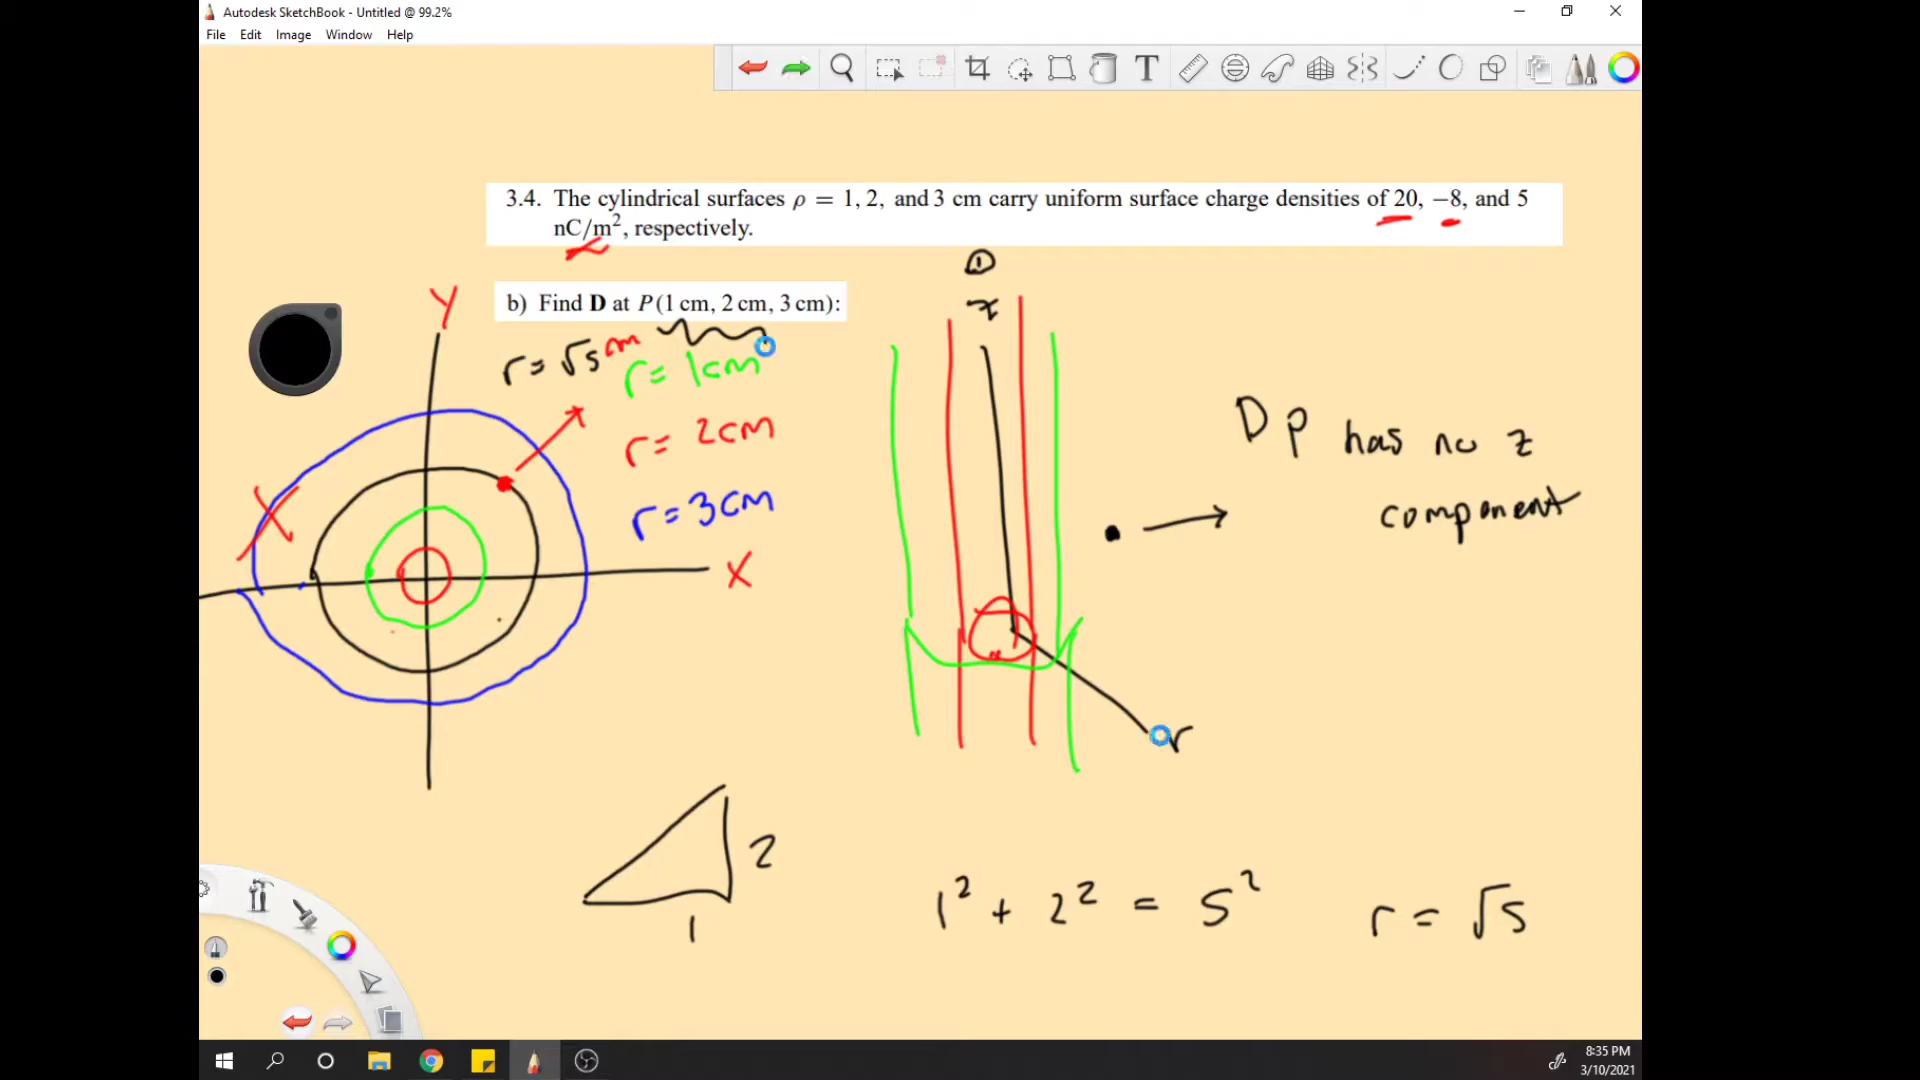 Autodesk SketchBook - Untitled @ 99.2%
File Edit Image Window Help
3.4. The cylindrical surfaces ρ = 1, 2, and 3 cm carry uniform surface charge densities of 20, −8, and 5
nC/m², respectively.
b) Find D at P(1 cm, 2 cm, 3 cm):
Y
z
r = √5 cm
r = 1cm
r = 2cm
r = 3cm
X
Dρ has no z
component
r
2
1
1² + 2² = 5²
r = √5
8:35 PM
3/10/2021